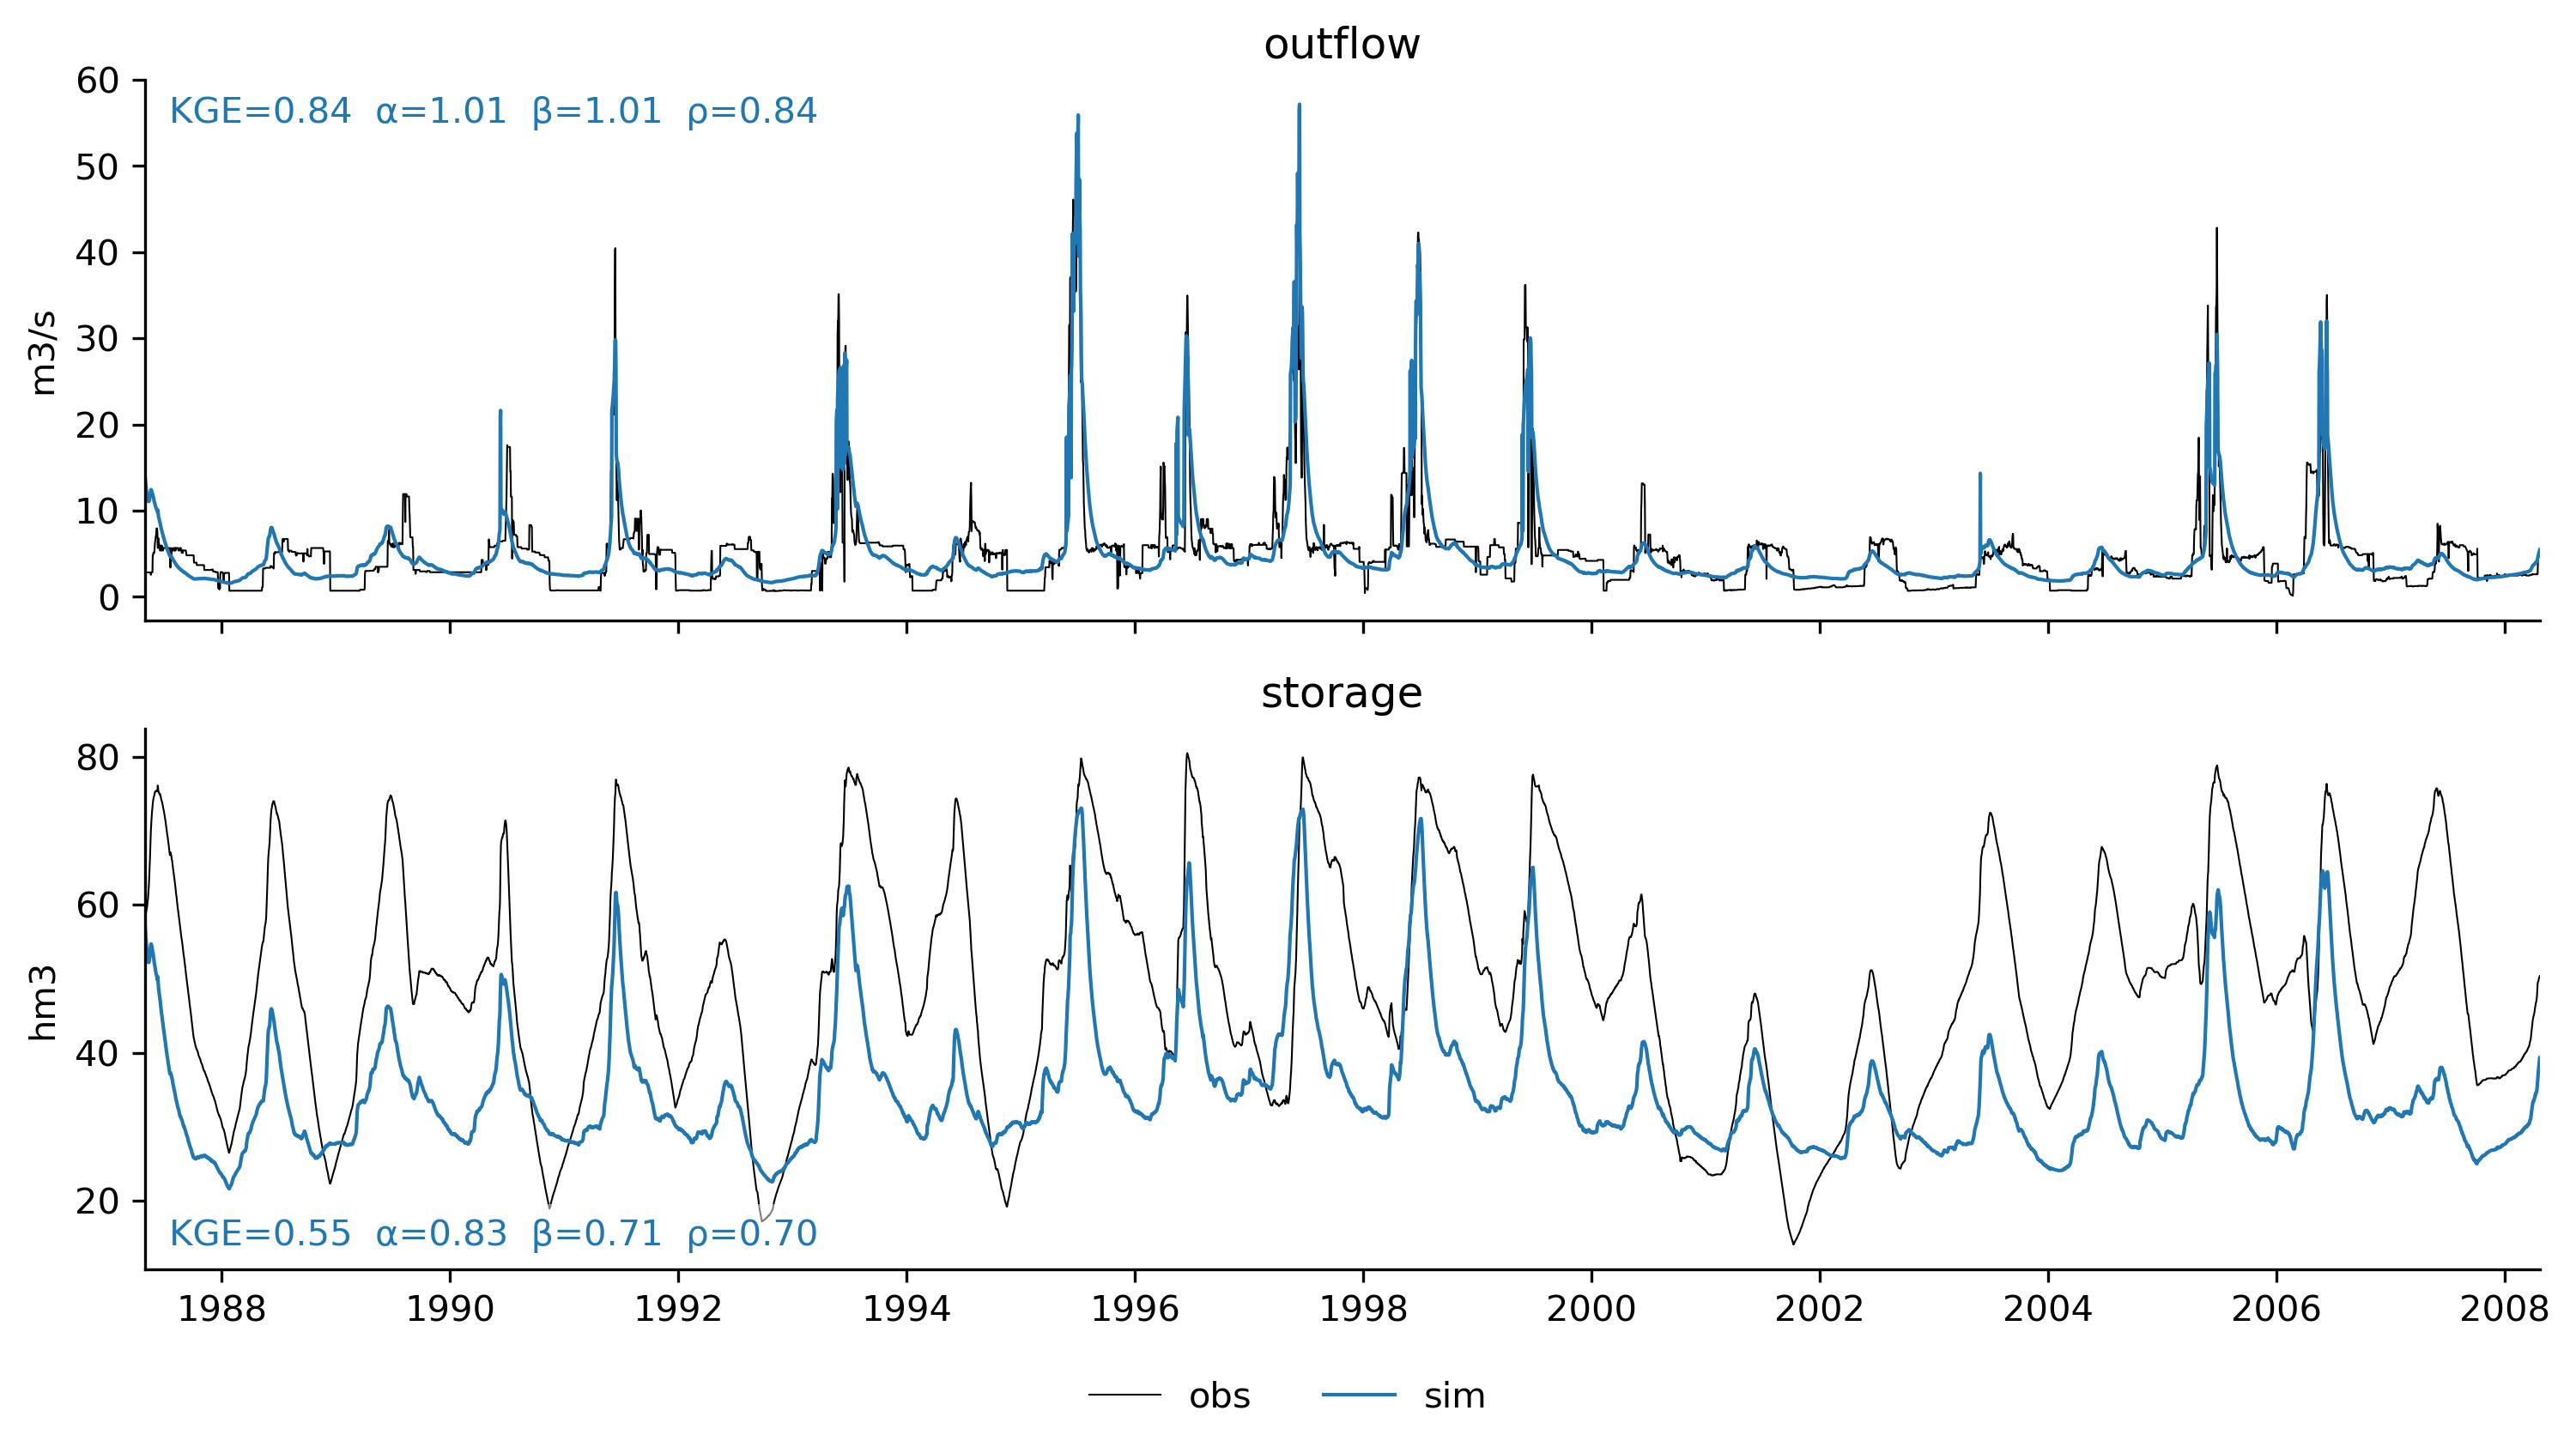 outflow
60
50
40
30
20
10
0
m3/s
KGE=0.84 α=1.01 β=1.01 ρ=0.84
storage
80
60
40
20
hm3
KGE=0.55 α=0.83 β=0.71 ρ=0.70
1988 1990 1992 1994 1996 1998 2000 2002 2004 2006 2008
obs sim